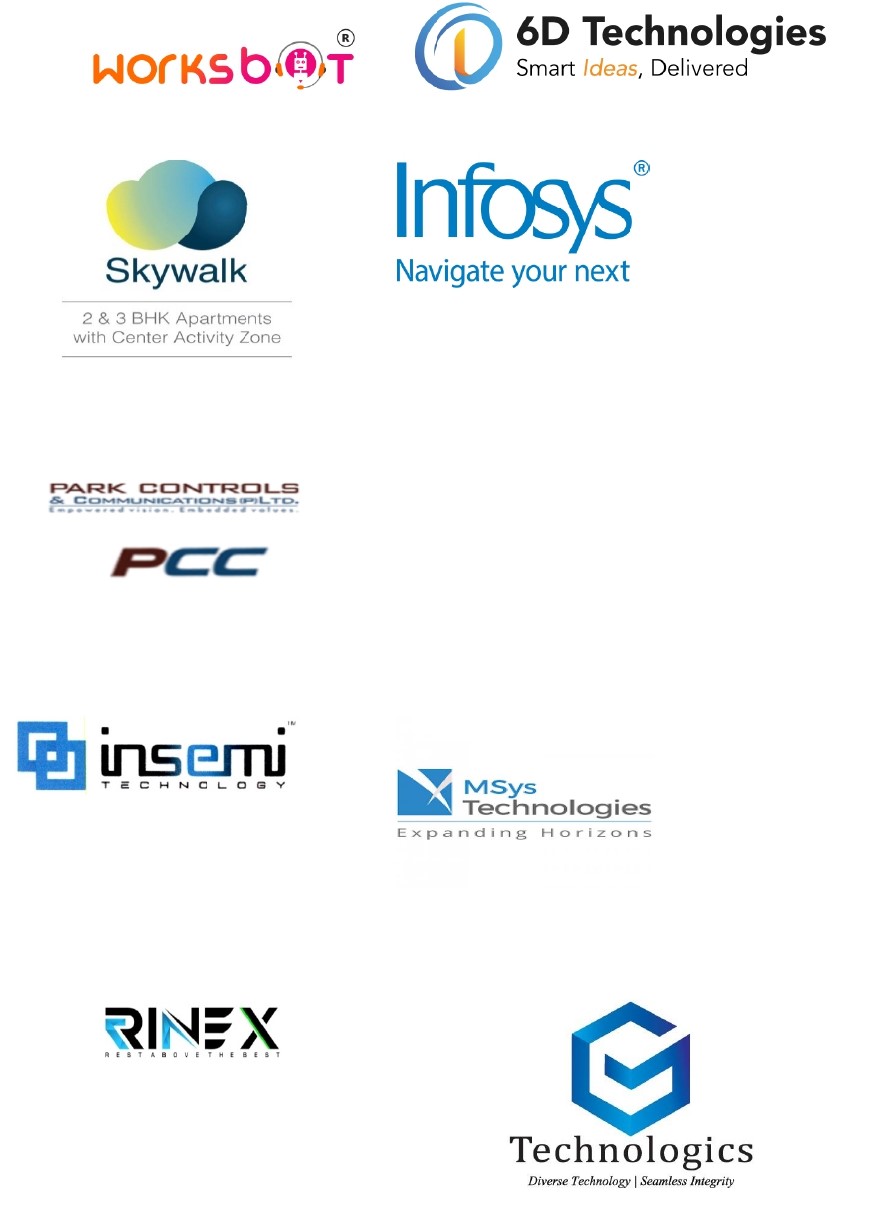 worksbot®
6D Technologies
Smart Ideas, Delivered
Skywalk
2 & 3 BHK Apartments
with Center Activity Zone
Infosys®
Navigate your next
PARK CONTROLS
& COMMUNICATIONS (P) LTD.
Empowered vision. Embedded values.
PCC
insemi™
TECHNOLOGY
MSys
Technologies
Expanding Horizons
RINEX
REST ABOVE THE BEST
Technologics
Diverse Technology | Seamless Integrity